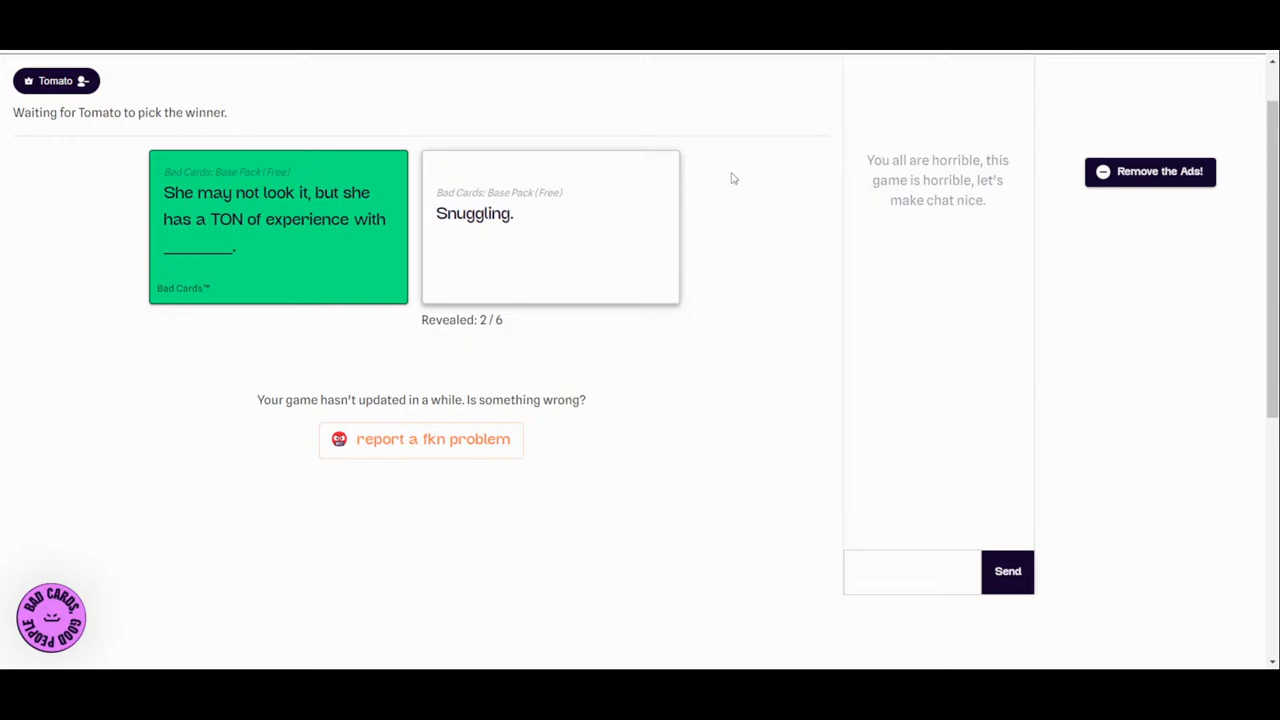 Tomato
Waiting for Tomato to pick the winner.
Bad Cards: Base Pack (Free)
She may not look it, but she
has a TON of experience with
________.
Bad Cards™
Bad Cards: Base Pack (Free)
Snuggling.
Revealed: 2 / 6
Your game hasn't updated in a while. Is something wrong?
report a fkn problem
You all are horrible, this
game is horrible, let's
make chat nice.
Send
Remove the Ads!
BAD CARDS,
GOOD PEOPLE